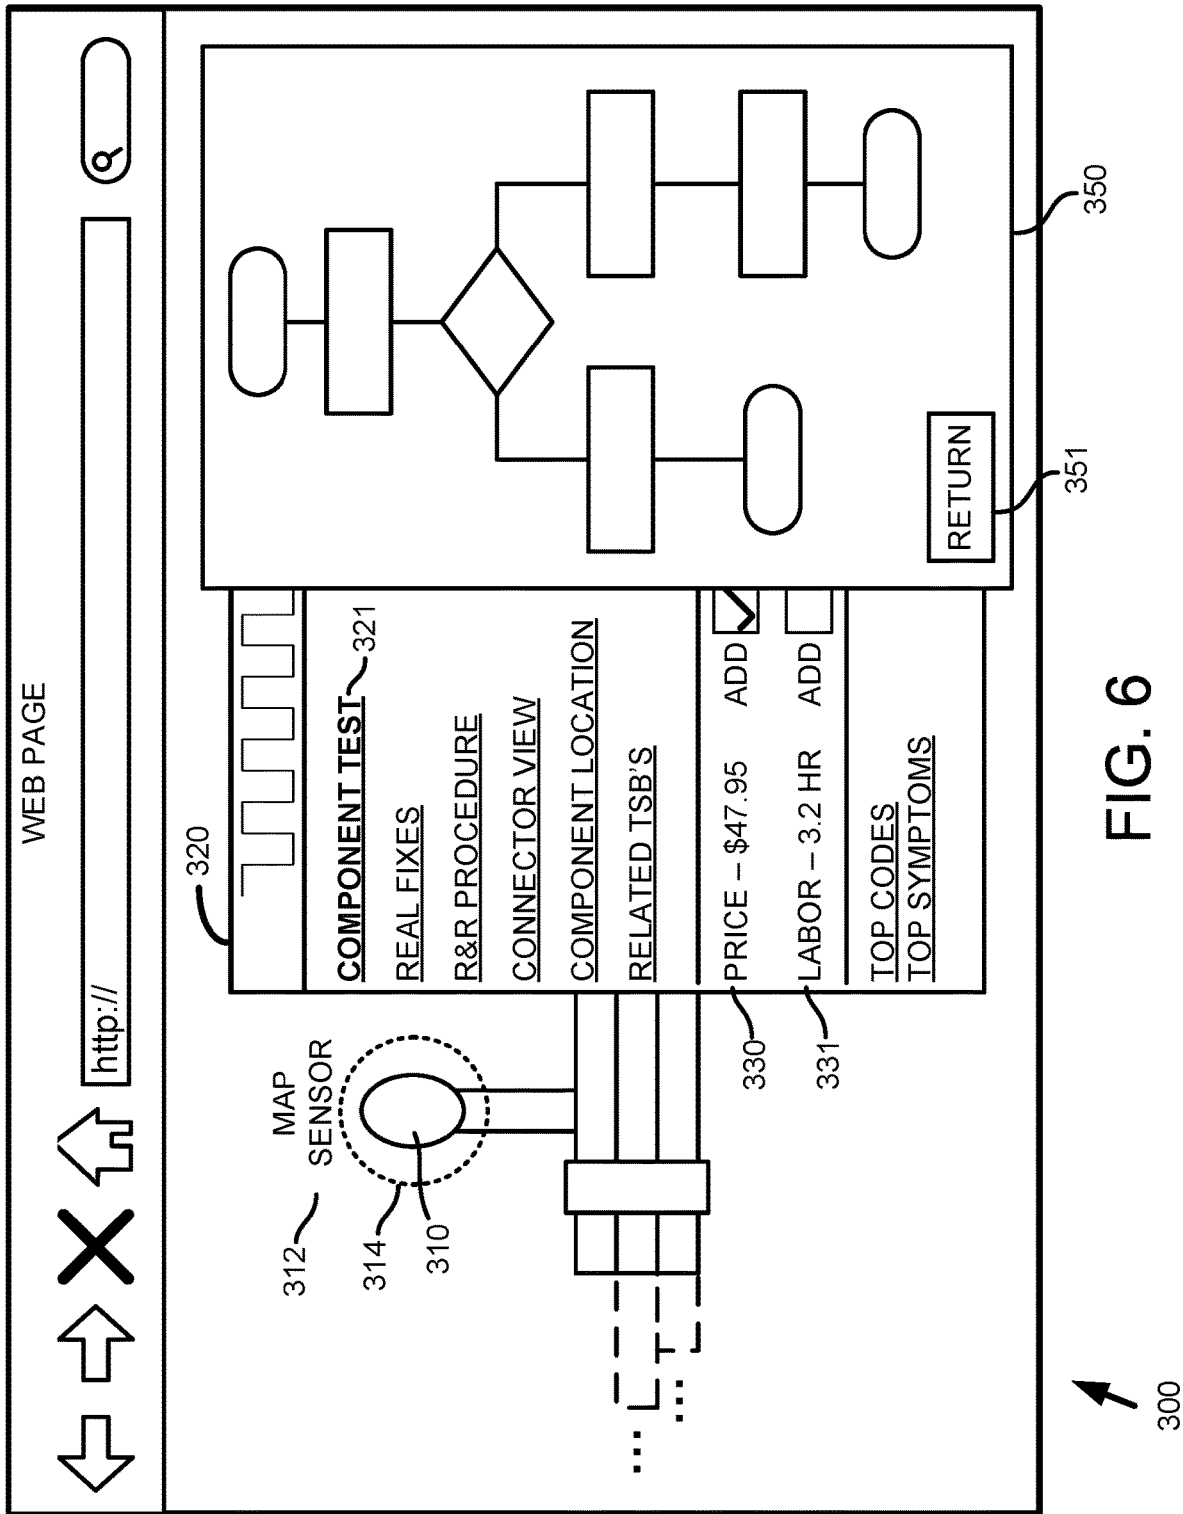 WEB PAGE
http://
320
MAP
SENSOR
312
314
310
COMPONENT TEST
321
REAL FIXES
R&R PROCEDURE
CONNECTOR VIEW
COMPONENT LOCATION
RELATED TSB'S
330
PRICE – $47.95 ADD
331
LABOR – 3.2 HR ADD
TOP CODES
TOP SYMPTOMS
RETURN
351
350
300
FIG. 6